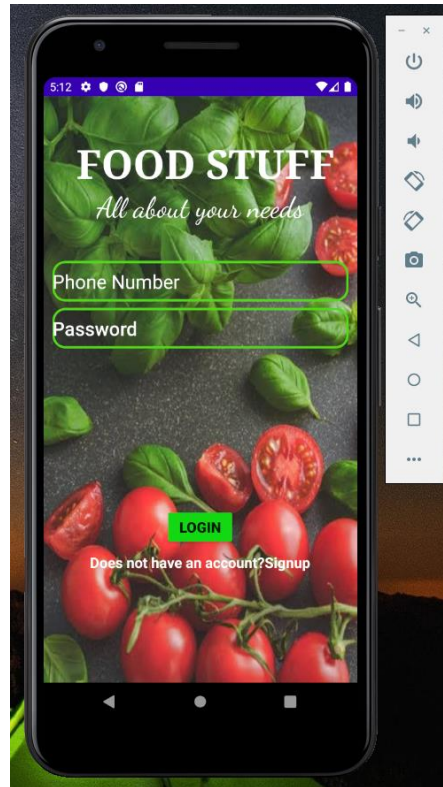 5:12
FOOD STUFF
All about your needs
Phone Number
Password
LOGIN
Does not have an account?Signup